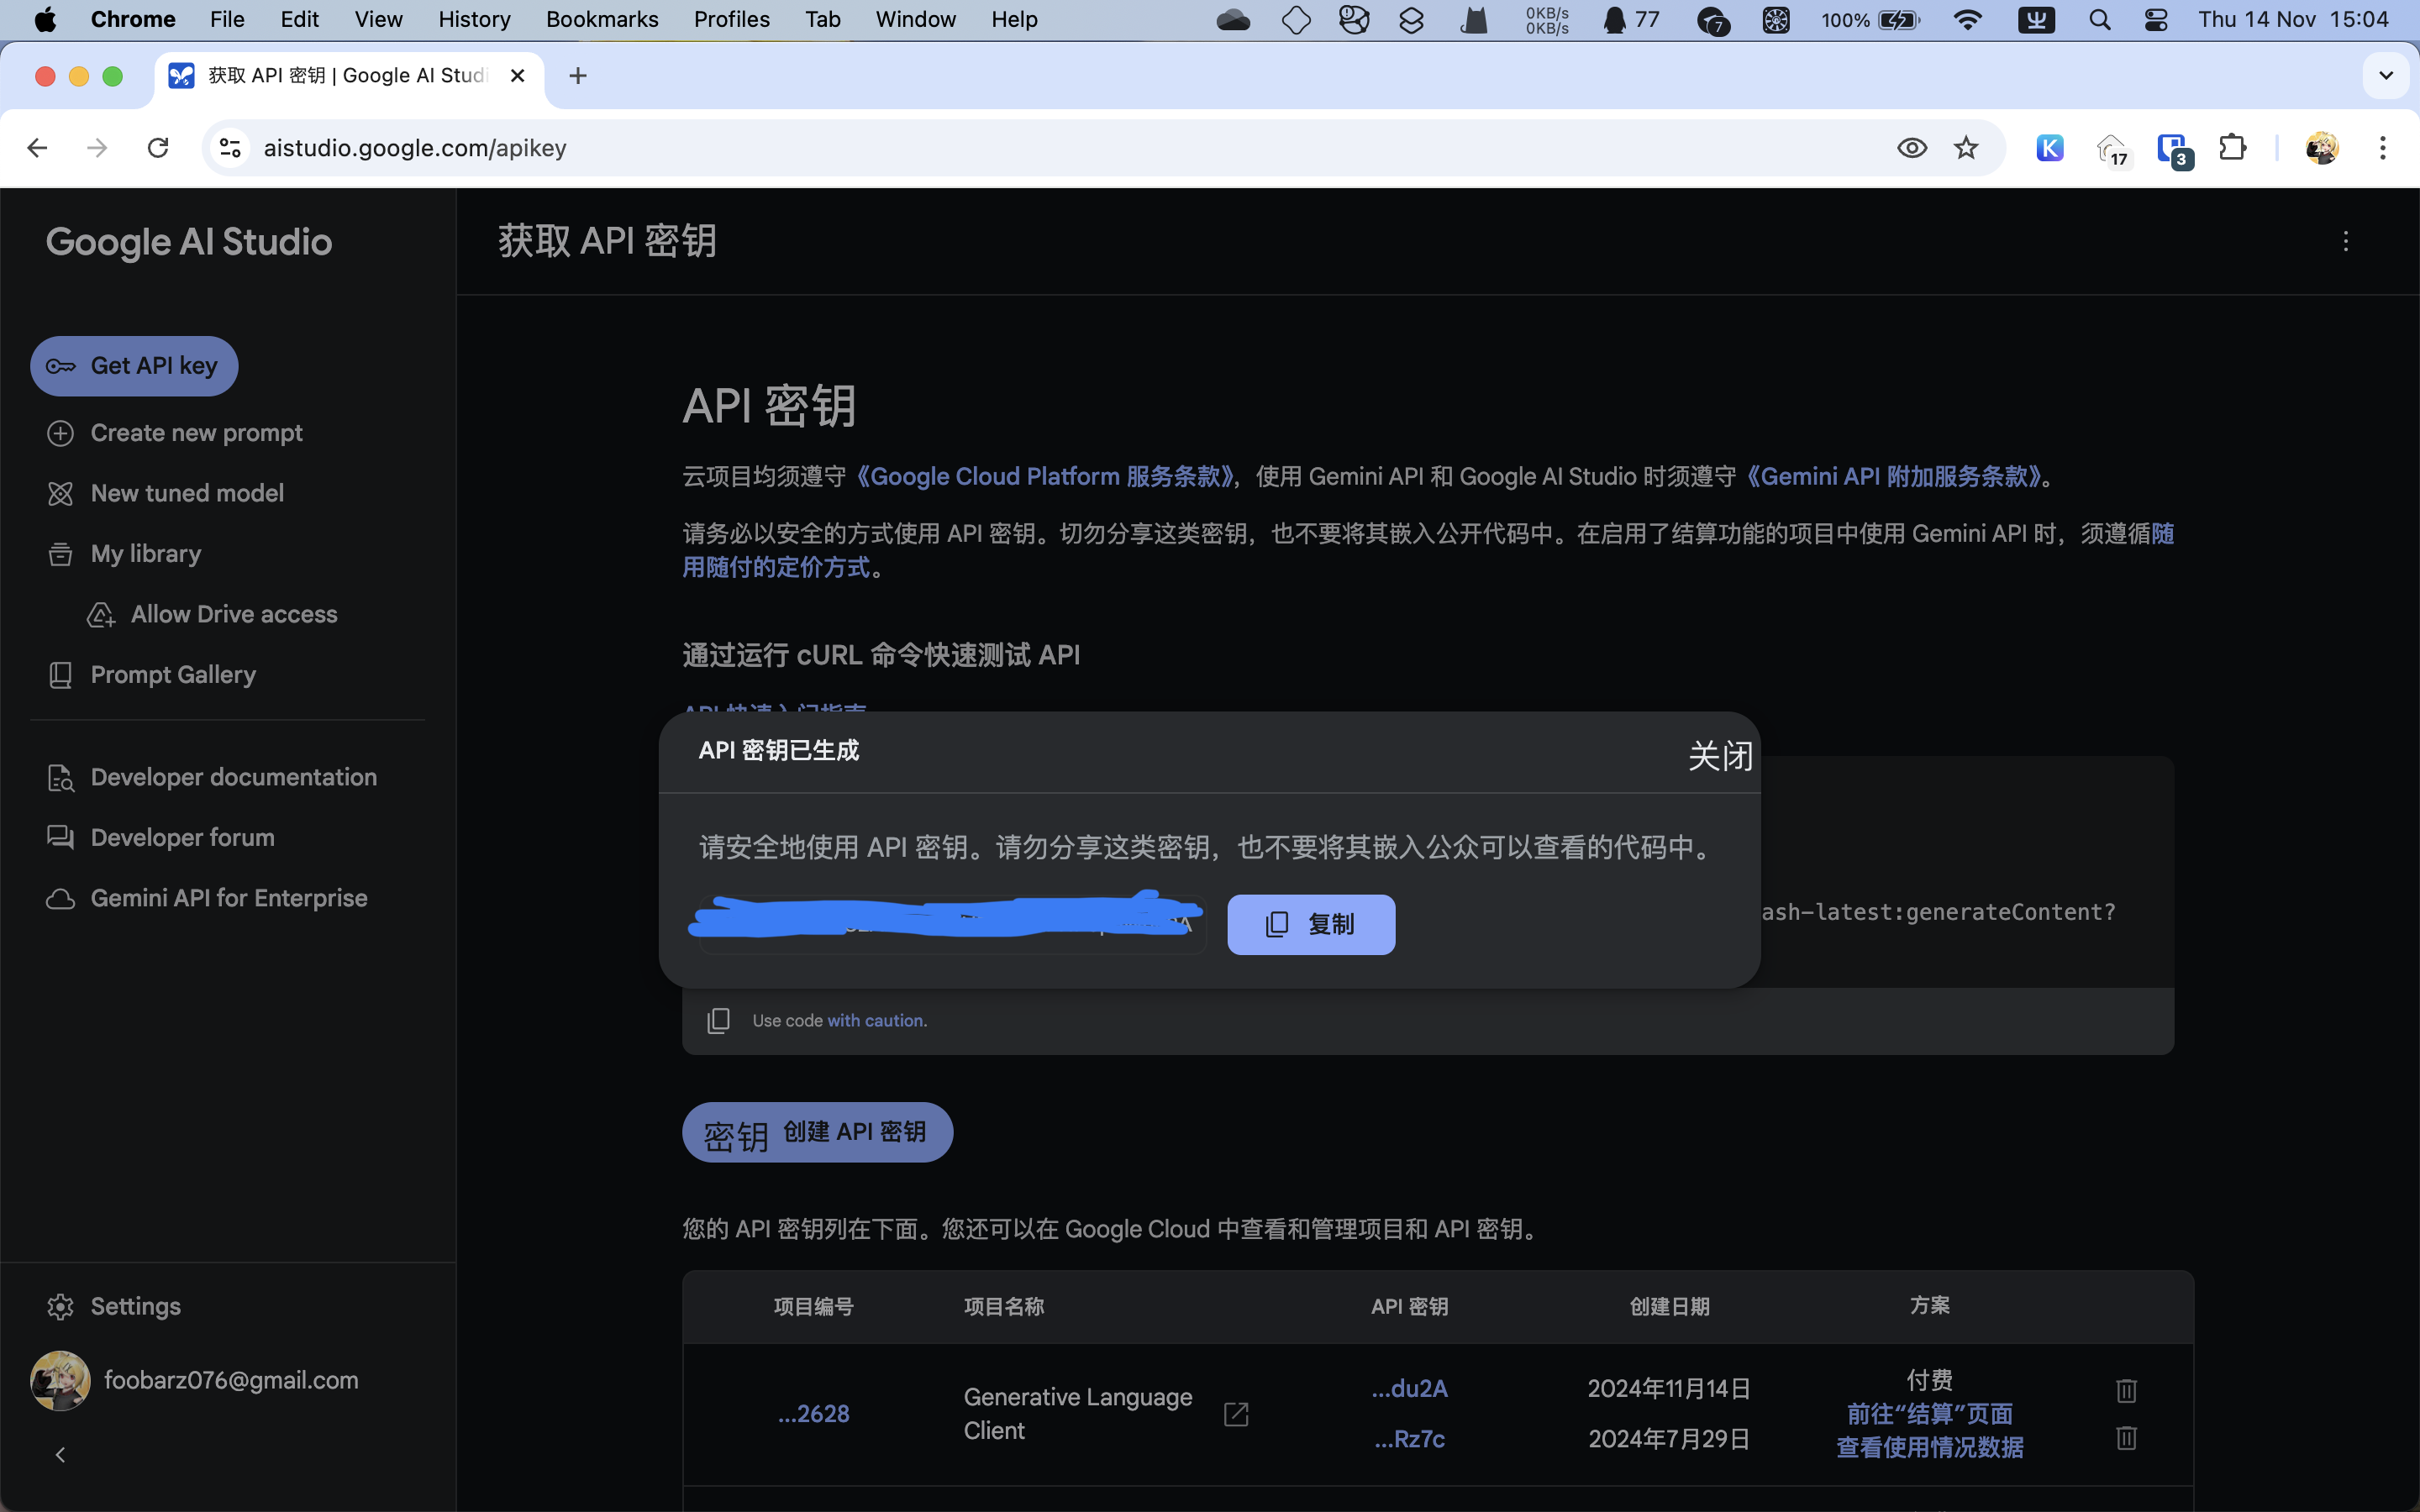 Chrome File Edit View History Bookmarks Profiles Tab Window Help 0KB/s 0KB/s 77 7 100% Thu 14 Nov 15:04
获取 API 密钥 | Google AI Studi
aistudio.google.com/apikey
17
3
Google AI Studio
Get API key
Create new prompt
New tuned model
My library
Allow Drive access
Prompt Gallery
Developer documentation
Developer forum
Gemini API for Enterprise
Settings
foobarz076@gmail.com
获取 API 密钥
API 密钥
云项目均须遵守《Google Cloud Platform 服务条款》，使用 Gemini API 和 Google AI Studio 时须遵守《Gemini API 附加服务条款》。
请务必以安全的方式使用 API 密钥。切勿分享这类密钥，也不要将其嵌入公开代码中。在启用了结算功能的项目中使用 Gemini API 时，须遵循随
用随付的定价方式。
通过运行 cURL 命令快速测试 API
API 快速入门指南
API 密钥已生成
关闭
请安全地使用 API 密钥。请勿分享这类密钥，也不要将其嵌入公众可以查看的代码中。
复制
ash-latest:generateContent?
Use code with caution.
密钥 创建 API 密钥
您的 API 密钥列在下面。您还可以在 Google Cloud 中查看和管理项目和 API 密钥。
项目编号 项目名称 API 密钥 创建日期 方案
...2628
Generative Language
Client
...du2A
...Rz7c
2024年11月14日
2024年7月29日
付费
前往“结算”页面
查看使用情况数据